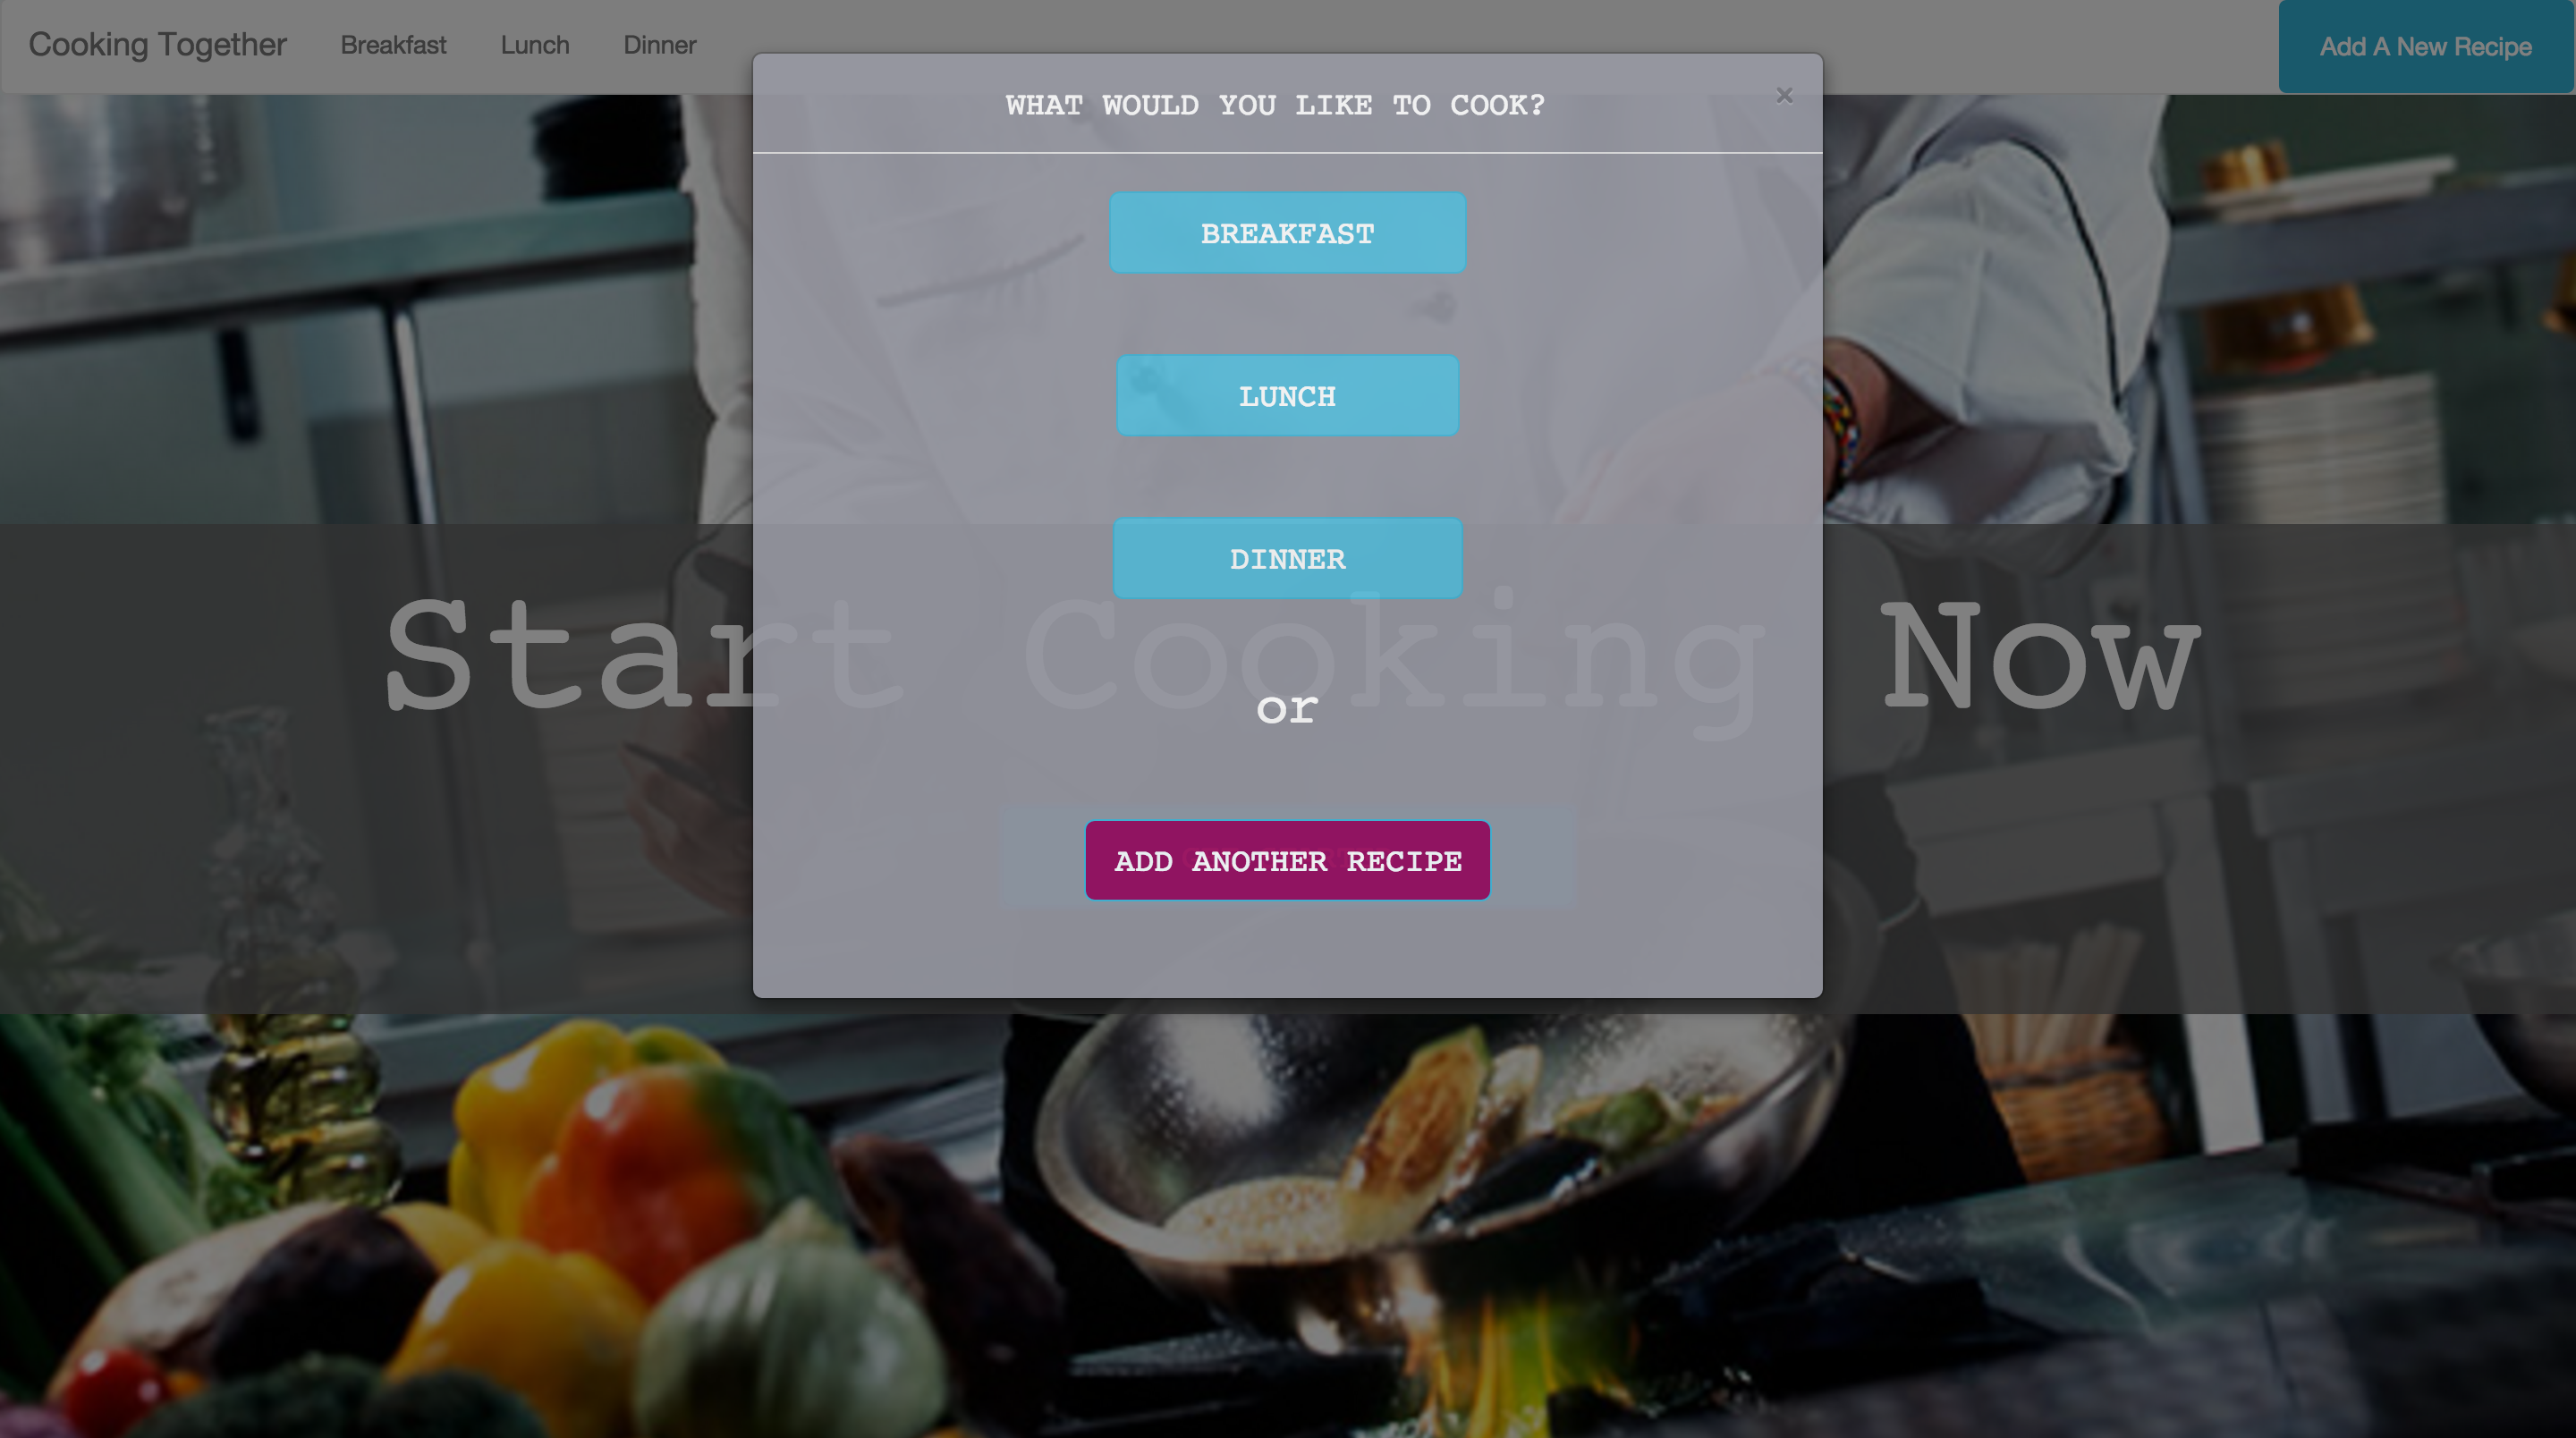 Cooking Together Breakfast Lunch Dinner Add A New Recipe
WHAT WOULD YOU LIKE TO COOK? ×
BREAKFAST
LUNCH
DINNER
Start Cooking Now
or
ADD ANOTHER RECIPE